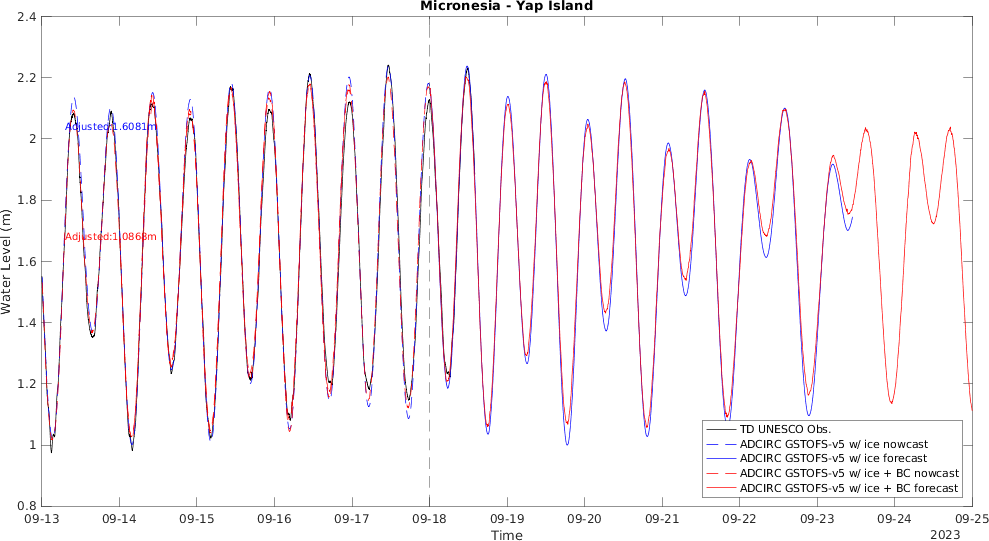 Micronesia - Yap Island
2.4
2.2
2
1.8
1.6
1.4
1.2
1
0.8
Water Level (m)
Adjusted:1.6081m
Adjusted:1.0868m
TD UNESCO Obs.
ADCIRC GSTOFS-v5 w/ ice nowcast
ADCIRC GSTOFS-v5 w/ ice forecast
ADCIRC GSTOFS-v5 w/ ice + BC nowcast
ADCIRC GSTOFS-v5 w/ ice + BC forecast
09-13 09-14 09-15 09-16 09-17 09-18 09-19 09-20 09-21 09-22 09-23 09-24 09-25
Time
2023